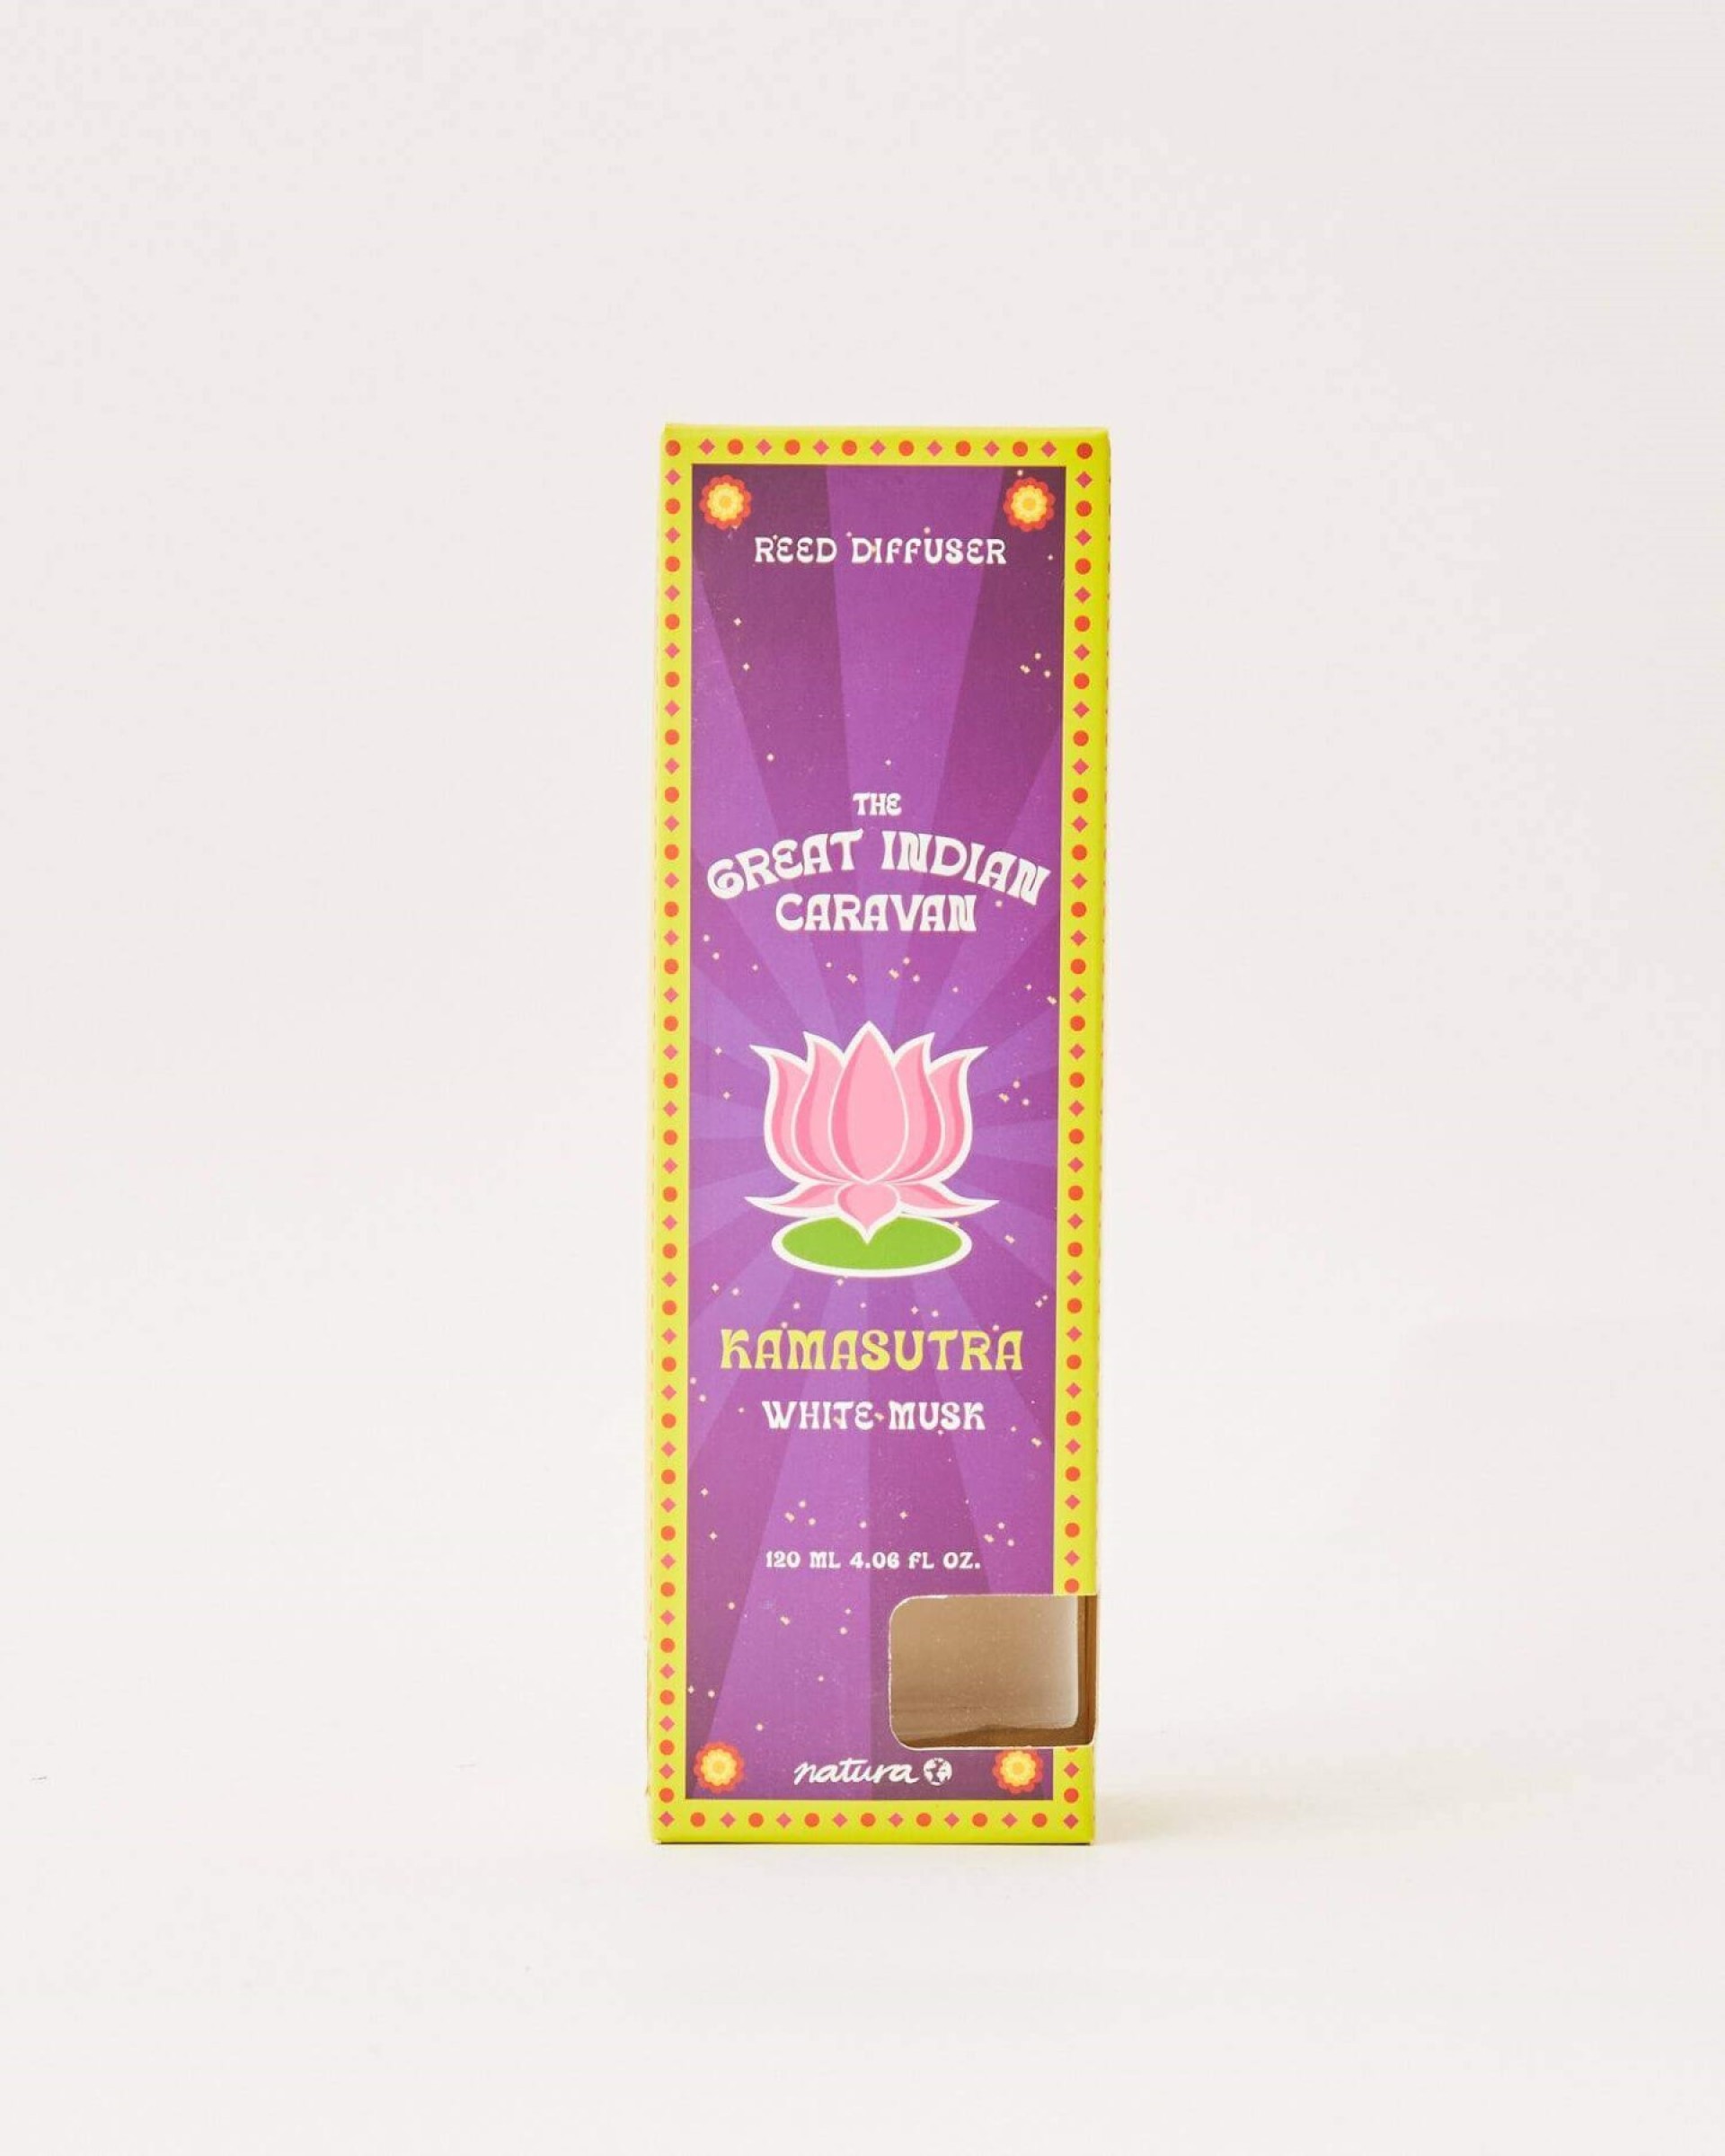 REED DIFFUSER
THE
GREAT INDIAN
CARAVAN
KAMASUTRA
WHITE MUSK
120 ML 4.06 FL OZ.
natura